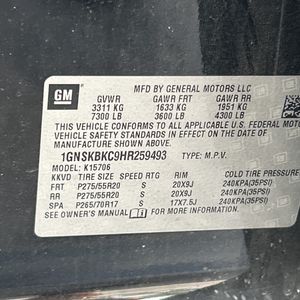 GM
MFD BY GENERAL MOTORS LLC
GVWR GAWR FRT GAWR RR
3311 KG 1633 KG 1951 KG
7300 LB 3600 LB 4300 LB
THIS VEHICLE CONFORMS TO ALL APPLICABLE U.S. FEDERAL MOTOR
VEHICLE SAFETY STANDARDS IN EFFECT ON THE DATE OF
MANUFACTURE SHOWN ABOVE.
1GNSKBKC9HR259493 TYPE: M.P.V.
MODEL: K15706
KKVD TIRE SIZE SPEED RTG RIM COLD TIRE PRESSURE
FRT P275/55R20 S 20X9J 240KPA(35PSI)
RR P275/55R20 S 20X9J 240KPA(35PSI)
SPA P265/70R17 S 17X7.5J 240KPA(35PSI)
SEE OWNER'S MANUAL FOR MORE INFORMATION.